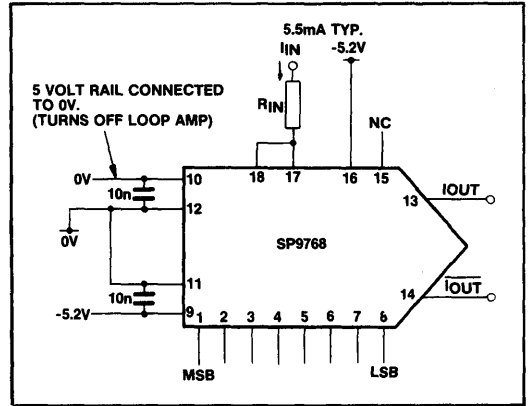 5.5mA TYP.
IIN
-5.2V
5 VOLT RAIL CONNECTED
TO 0V.
(TURNS OFF LOOP AMP)
RIN
NC
18 17 16 15
0V 10
10n
12
0V
13 IOUT
SP9768
11
10n
14 IOUT
-5.2V 9
1 2 3 4 5 6 7 8
MSB LSB